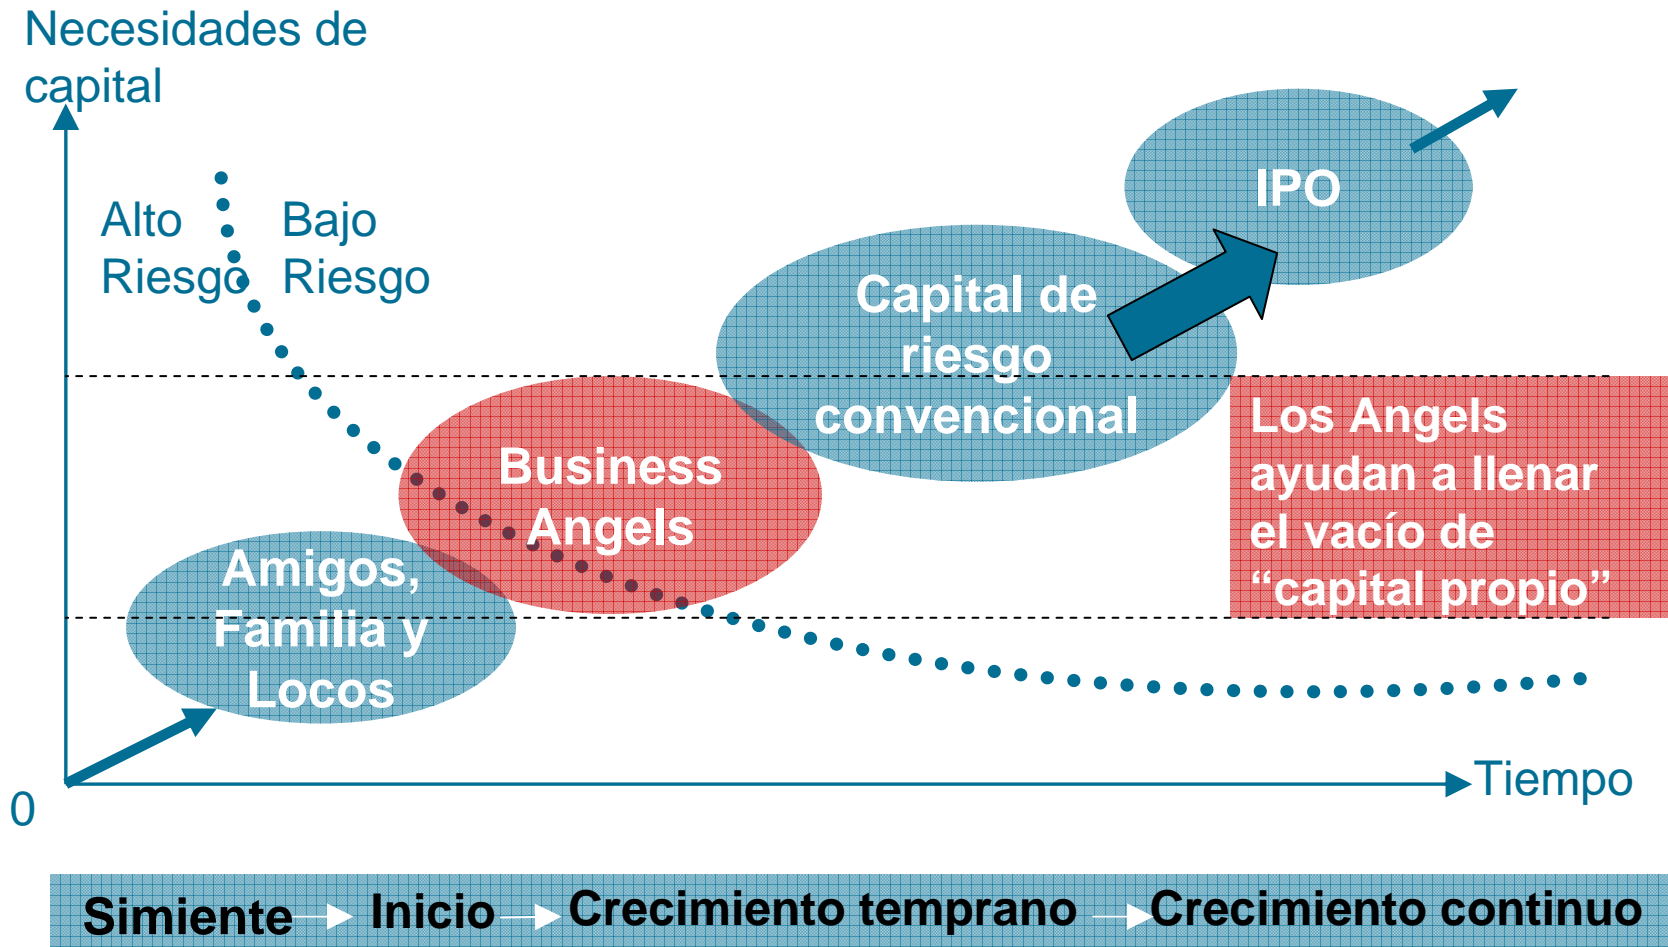 Necesidades de
capital
Alto
Riesgo
Bajo
Riesgo
IPO
Capital de
riesgo
convencional
Business
Angels
Los Angels
ayudan a llenar
el vacío de
“capital propio”
Amigos,
Familia y
Locos
Tiempo
0
Simiente
Inicio
Crecimiento temprano
Crecimiento continuo